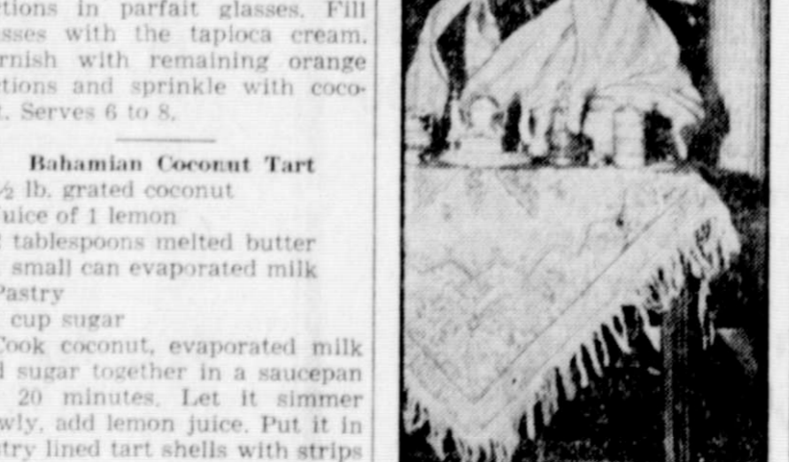 tions in parfait glasses. Fill
sses with the tapioca cream.
rnish with remaining orange
tions and sprinkle with coco-
t. Serves 6 to 8.
Bahamian Coconut Tart
½ lb. grated coconut
uice of 1 lemon
tablespoons melted butter
small can evaporated milk
Pastry
cup sugar
Cook coconut, evaporated milk
d sugar together in a saucepan
20 minutes. Let it simmer
wly, add lemon juice. Put it in
stry lined tart shells with strips